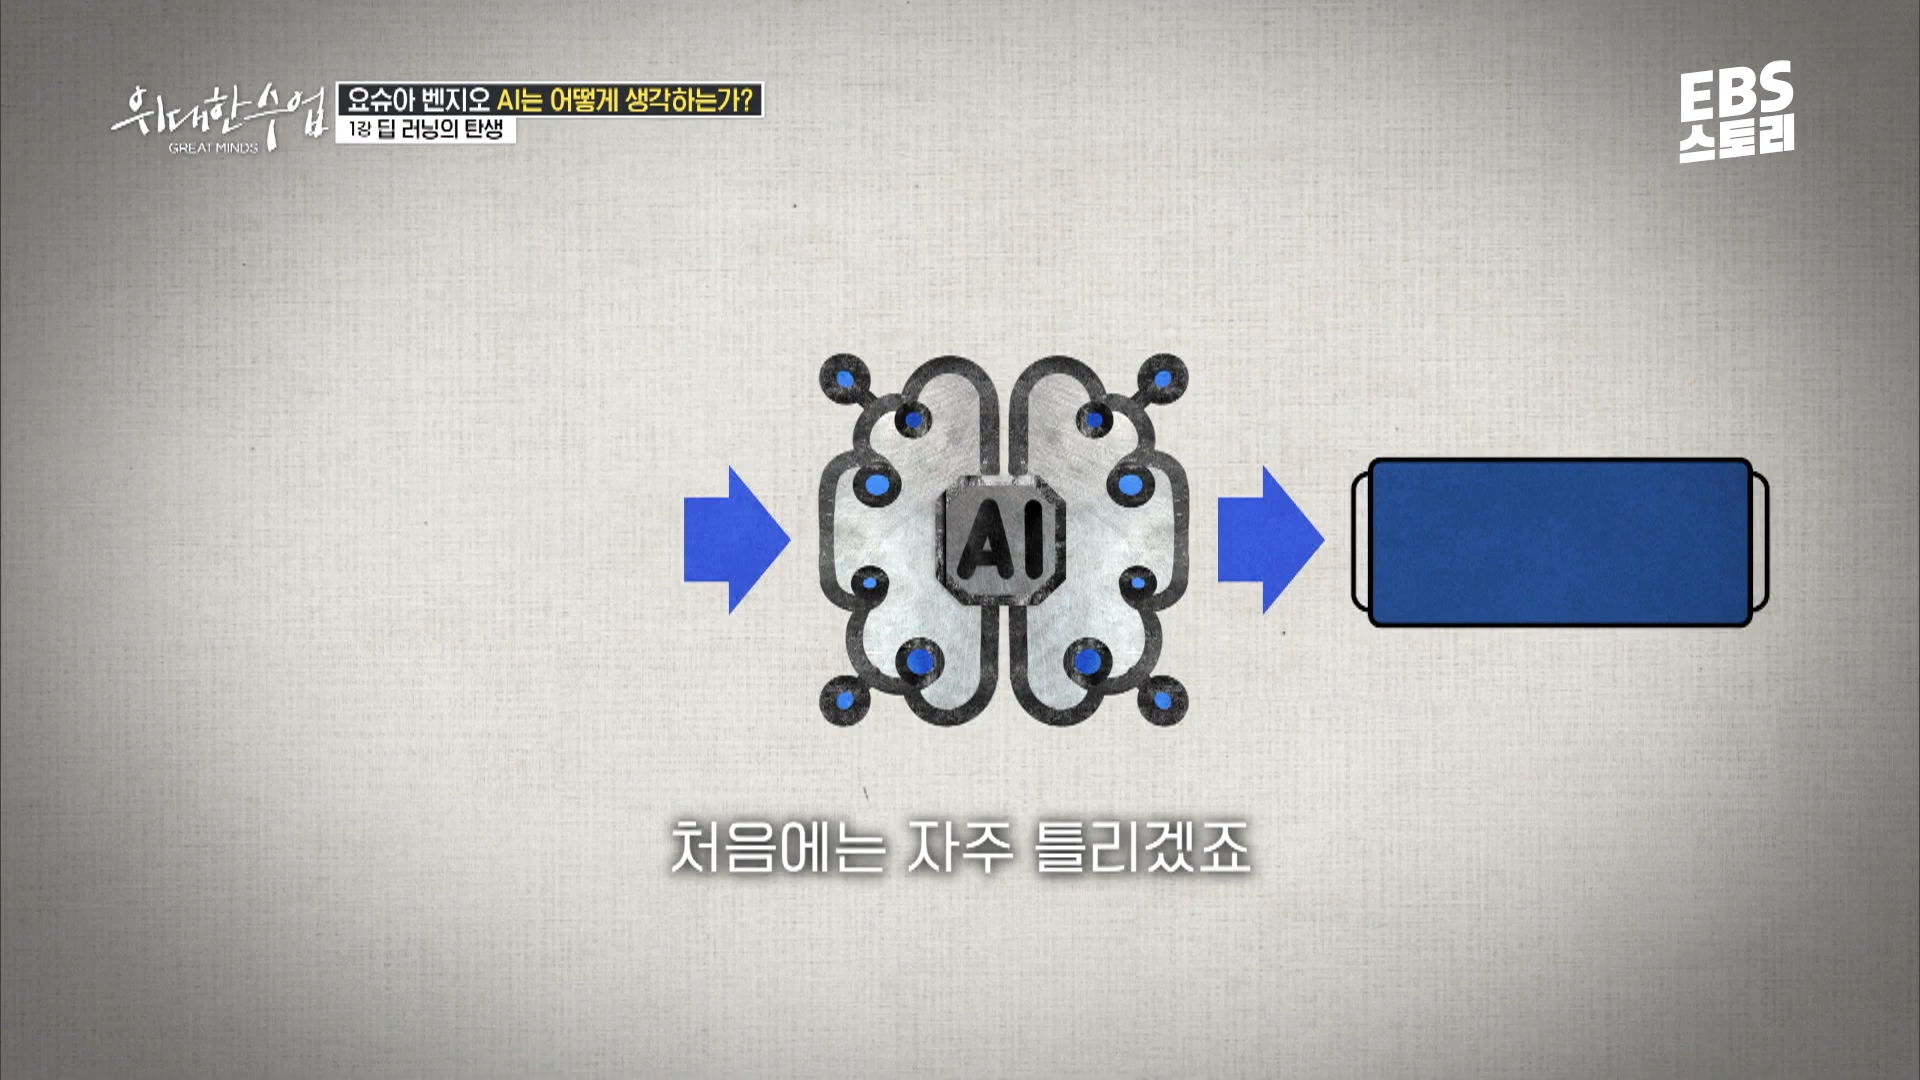 위대한수업
GREAT MINDS
요슈아 벤지오 AI는 어떻게 생각하는가?
1강 딥 러닝의 탄생
EBS
스토리
AI
처음에는 자주 틀리겠죠